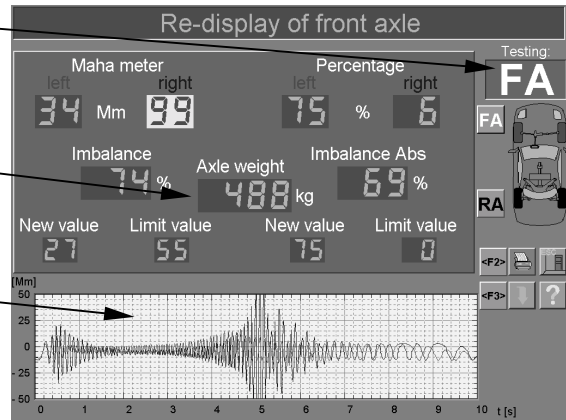 Re-display of front axle
Testing:
FA
Maha meter
Percentage
left right
left right
34 Mm 99
75 % 6
FA
Imbalance
Axle weight
Imbalance Abs
74 %
488 kg
69 %
RA
New value Limit value New value Limit value
27 55 75 0
<F2>
[Mm]
<F3> ?
50
25
0
- 25
- 50
0 1 2 3 4 5 6 7 8 9 10 t [s]